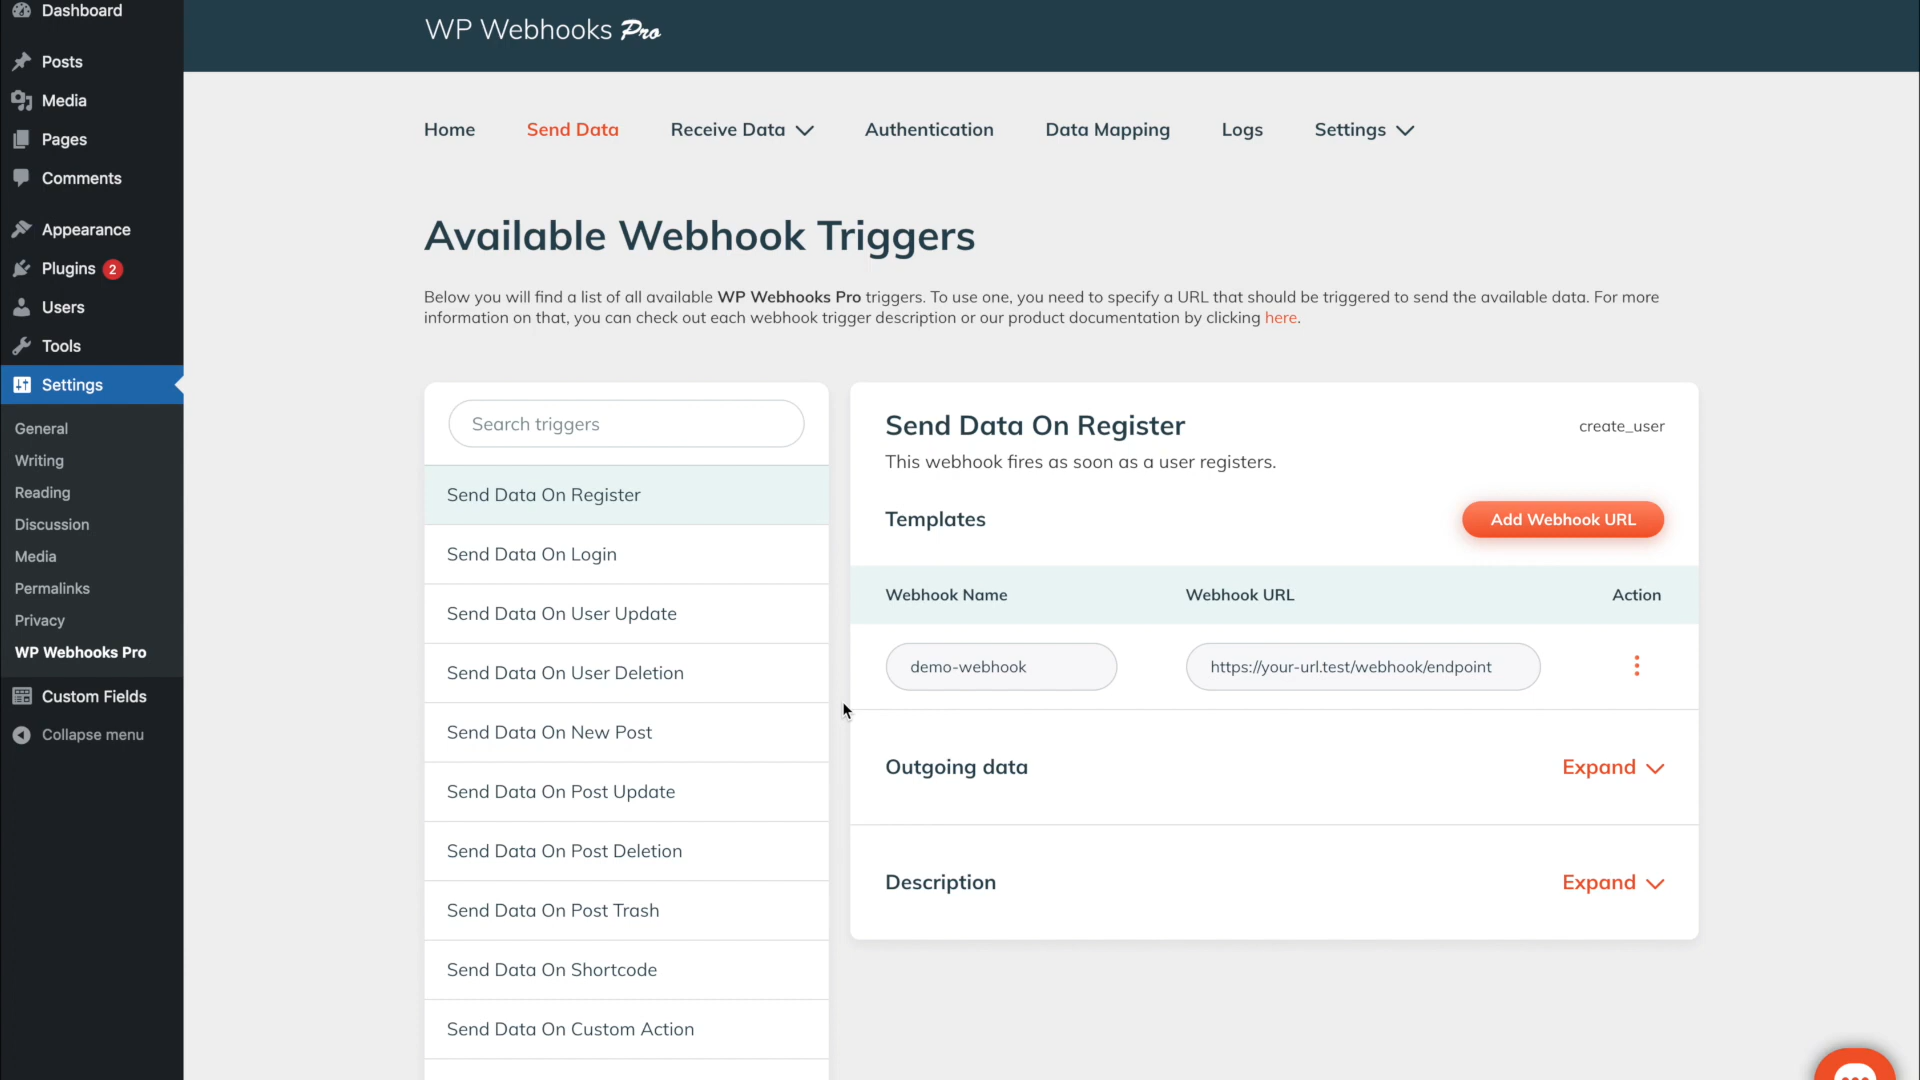 Dashboard
Posts
Media
Pages
Comments
Appearance
Plugins 2
Users
Tools
Settings
General
Writing
Reading
Discussion
Media
Permalinks
Privacy
WP Webhooks Pro
Custom Fields
Collapse menu
WP Webhooks Pro
Home Send Data Receive Data Authentication Data Mapping Logs Settings
Available Webhook Triggers
Below you will find a list of all available WP Webhooks Pro triggers. To use one, you need to specify a URL that should be triggered to send the available data. For more
information on that, you can check out each webhook trigger description or our product documentation by clicking here.
Search triggers
Send Data On Register
Send Data On Login
Send Data On User Update
Send Data On User Deletion
Send Data On New Post
Send Data On Post Update
Send Data On Post Deletion
Send Data On Post Trash
Send Data On Shortcode
Send Data On Custom Action
Send Data On Register create_user
This webhook fires as soon as a user registers.
Templates Add Webhook URL
Webhook Name Webhook URL Action
demo-webhook https://your-url.test/webhook/endpoint
Outgoing data Expand
Description Expand